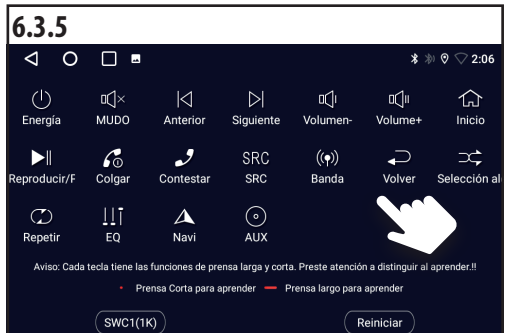 6.3.5
2:06
Energía MUDO Anterior Siguiente Volumen- Volume+ Inicio
SRC
Reproducir/F Colgar Contestar SRC Banda Volver Selección al
Repetir EQ Navi AUX
Aviso: Cada tecla tiene las funciones de prensa larga y corta. Preste atención a distinguir al aprender.!!
Prensa Corta para aprender Prensa largo para aprender
SWC1(1K) Reiniciar